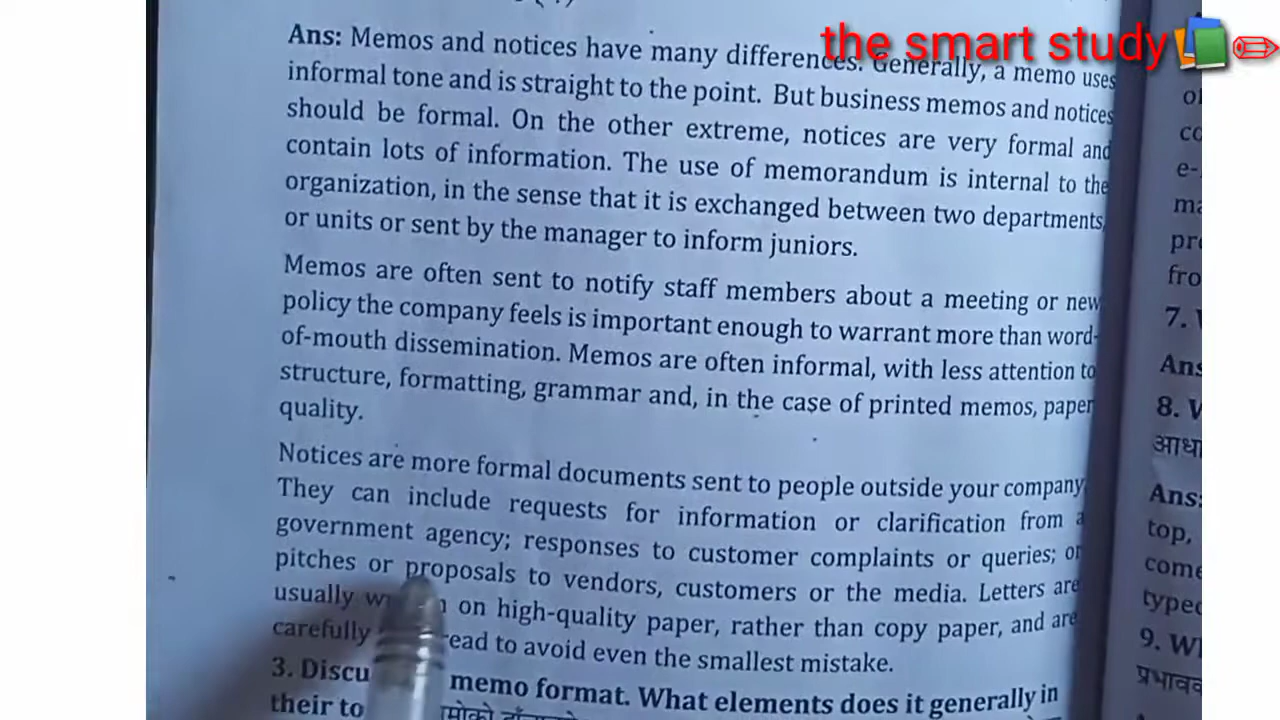 the smart study
Ans: Memos and notices have many differences. Generally, a memo uses
informal tone and is straight to the point. But business memos and notices
should be formal. On the other extreme, notices are very formal and
contain lots of information. The use of memorandum is internal to the
organization, in the sense that it is exchanged between two departments,
or units or sent by the manager to inform juniors.
Memos are often sent to notify staff members about a meeting or new
policy the company feels is important enough to warrant more than word-
of-mouth dissemination. Memos are often informal, with less attention to
structure, formatting, grammar and, in the case of printed memos, paper
quality.
Notices are more formal documents sent to people outside your company.
They can include requests for information or clarification from a
government agency; responses to customer complaints or queries; or
pitches or proposals to vendors, customers or the media. Letters are
usually on high-quality paper, rather than copy paper, and are
carefully to avoid even the smallest mistake.
3. memo format. What elements does it generally in
their
7.
Ans
8.
आधा
Ans:
top,
come
typed
9.